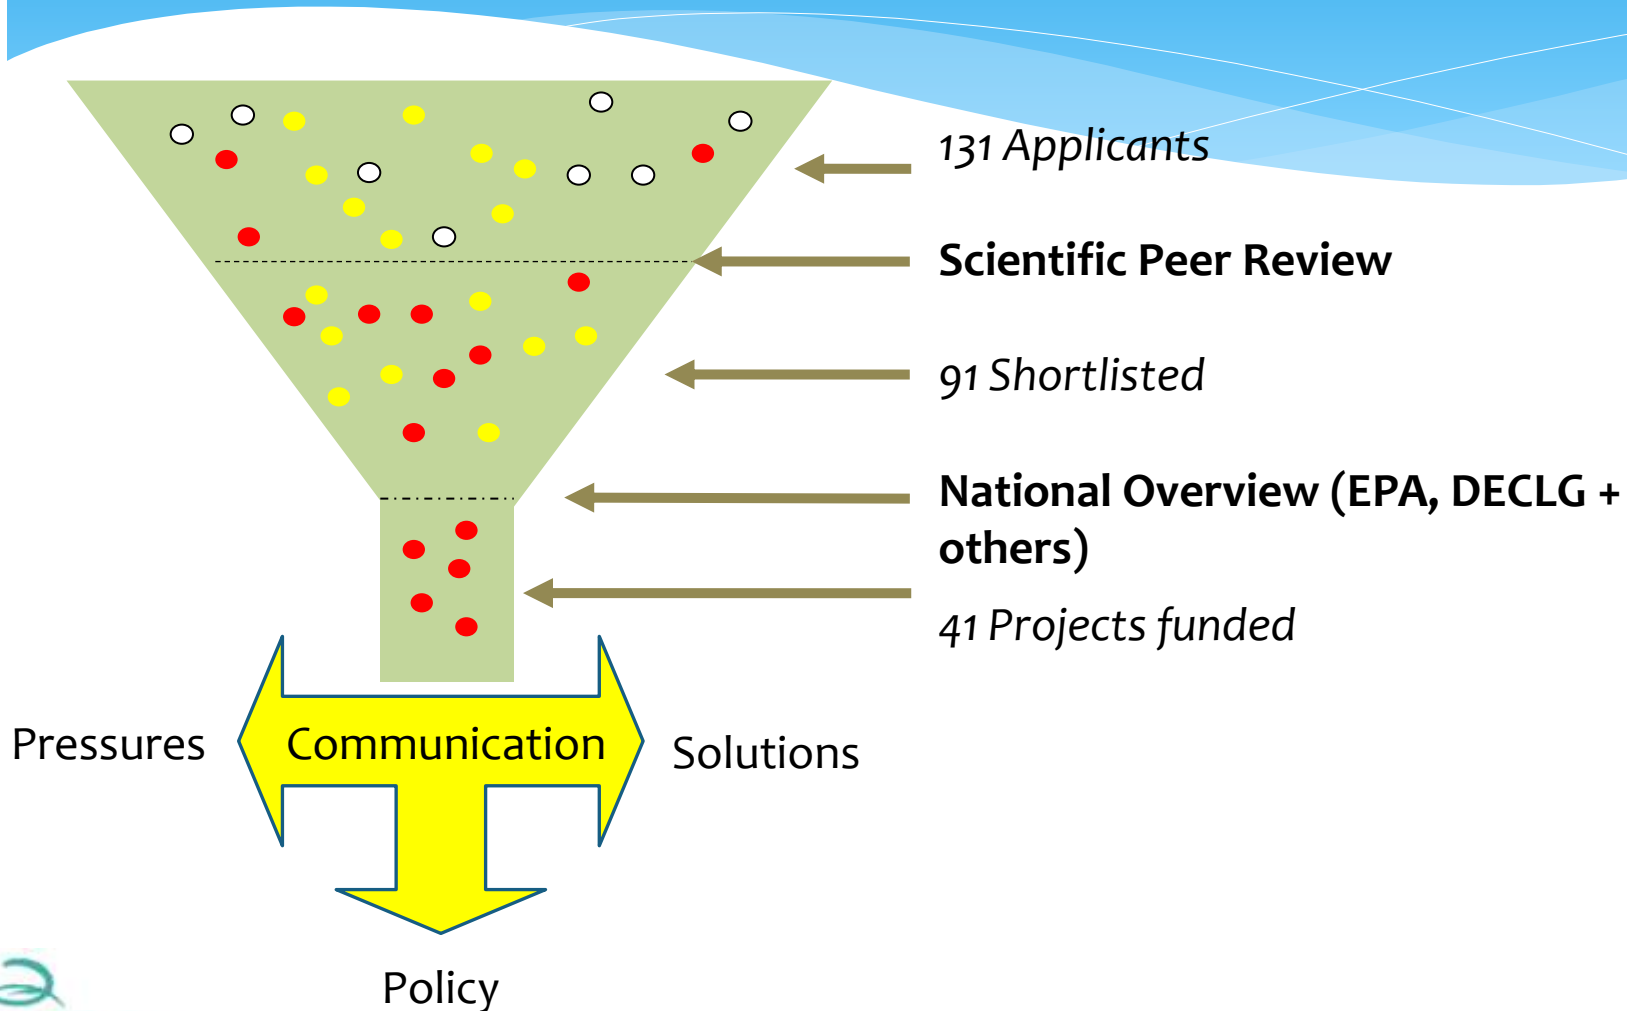 131 Applicants
Scientific Peer Review
91 Shortlisted
National Overview (EPA, DECLG +
others)
41 Projects funded
Pressures
Communication
Solutions
Policy